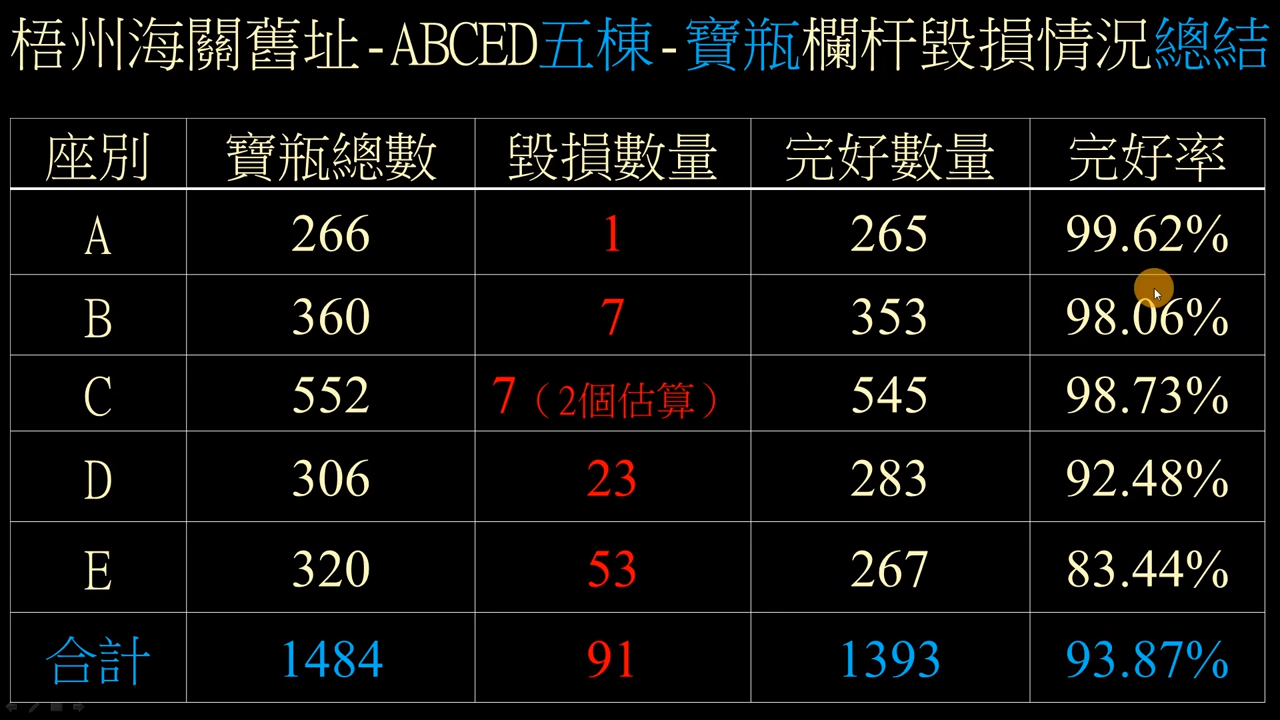 梧州海關舊址-ABCED五棟-寶瓶欄杆毀損情況總結
座別 寶瓶總數 毀損數量 完好數量 完好率
A 266 1 265 99.62%
B 360 7 353 98.06%
C 552 7（2個估算） 545 98.73%
D 306 23 283 92.48%
E 320 53 267 83.44%
合計 1484 91 1393 93.87%